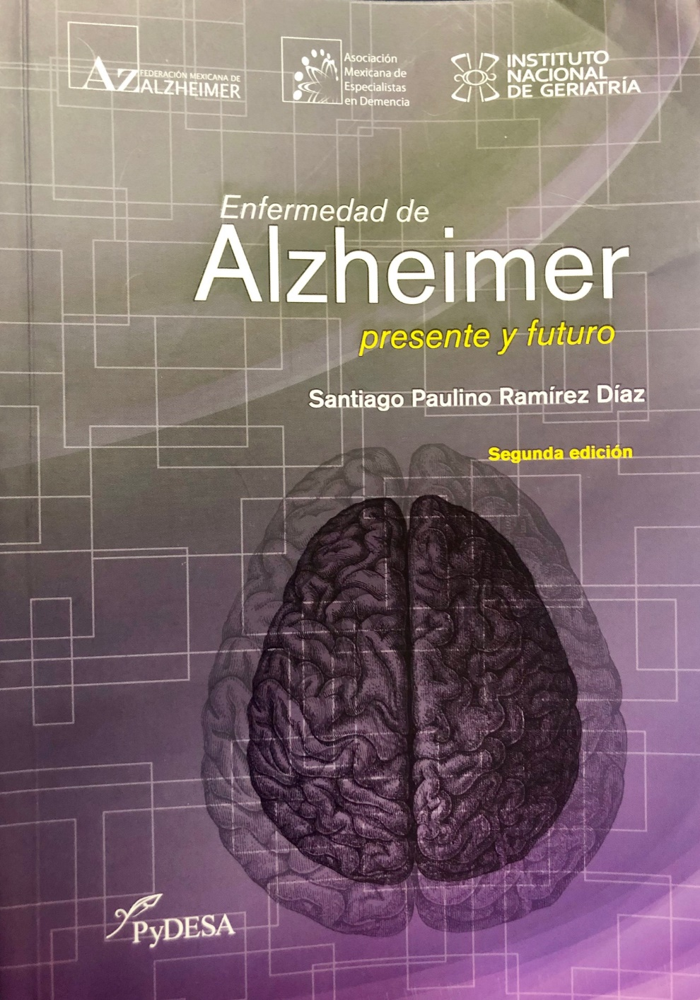 Az FEDERACIÓN MEXICANA DE
ALZHEIMER
Asociación
Mexicana de
Especialistas
en Demencia
INSTITUTO
NACIONAL
DE GERIATRÍA
Enfermedad de
Alzheimer
presente y futuro
Santiago Paulino Ramírez Díaz
Segunda edición
PyDESA